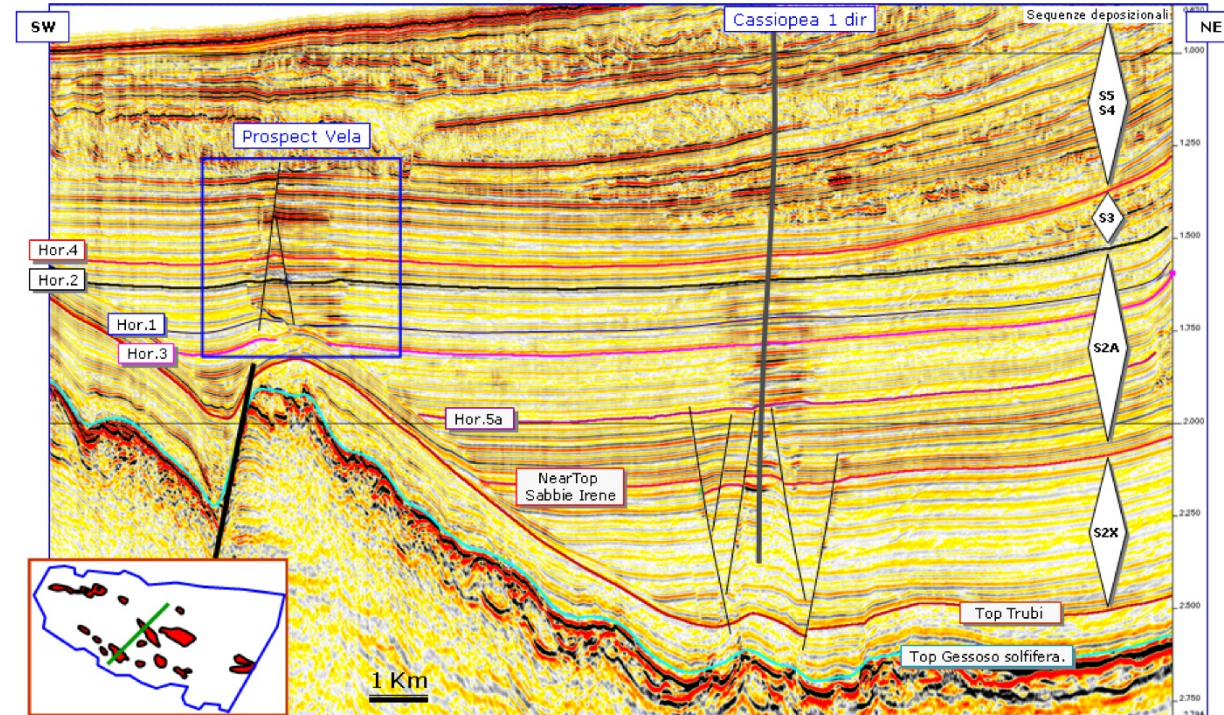 SW
Cassiopea 1 dir
Sequenze deposizionali
NE
1.000
S5
S4
Prospect Vela
1.250
S3
Hor.4
1.500
Hor.2
Hor.1
Hor.3
1.750
S2A
Hor.5a
2.000
NearTop
Sabbie Irene
2.250
S2X
2.500
Top Trubi
Top Gessoso solfifera.
1 Km
2.750